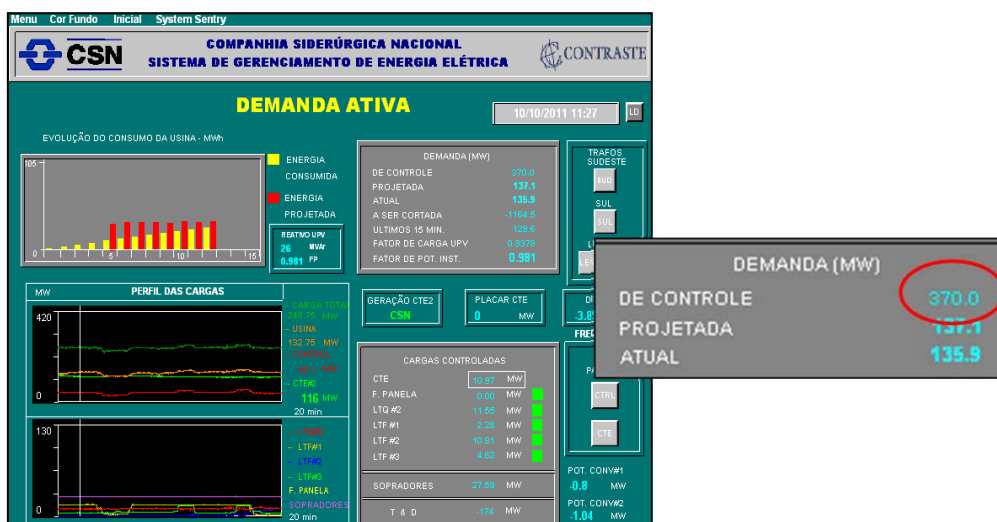 Menu Cor Fundo Inicial System Sentry
CSN
COMPANHIA SIDERÚRGICA NACIONAL
SISTEMA DE GERENCIAMENTO DE ENERGIA ELÉTRICA
CONTRASTE
DEMANDA ATIVA
10/10/2011 11:27
LD
EVOLUÇÃO DO CONSUMO DA USINA - MWh
105
0 5 10 15
ENERGIA
CONSUMIDA
ENERGIA
PROJETADA
REATIVO UPV
26 MVAr
0.981 FP
DEMANDA (MW)
DE CONTROLE 370.0
PROJETADA 137.1
ATUAL 135.9
A SER CORTADA -1164.5
ULTIMOS 15 MIN. 129.6
FATOR DE CARGA UPV 0.9378
FATOR DE POT. INST. 0.981
TRAFOS
SUDESTE
SUD
SUL
SUL
DEMANDA (MW)
DE CONTROLE 370.0
PROJETADA 137.1
ATUAL 135.9
MW PERFIL DAS CARGAS
420
0
-- CARGA TOTAL
248.75 MW
-- USINA
132.75 MW
-- CTE#2
116 MW
20 min
GERAÇÃO CTE2
CSN
PLACAR CTE
0 MW
CARGAS CONTROLADAS
CTE 10.97 MW
F. PANELA 0.00 MW
LTQ #2 11.55 MW
LTF #1 2.28 MW
LTF #2 10.81 MW
LTF #3 4.62 MW
SOPRADORES 27.59 MW
T & D -174 MW
CTRL
CTE
POT. CONV#1
-0.8 MW
POT. CONV#2
-1.04 MW
130
0
-- LTF#1
-- LTF#2
-- LTF#3
F. PANELA
SOPRADORES
20 min